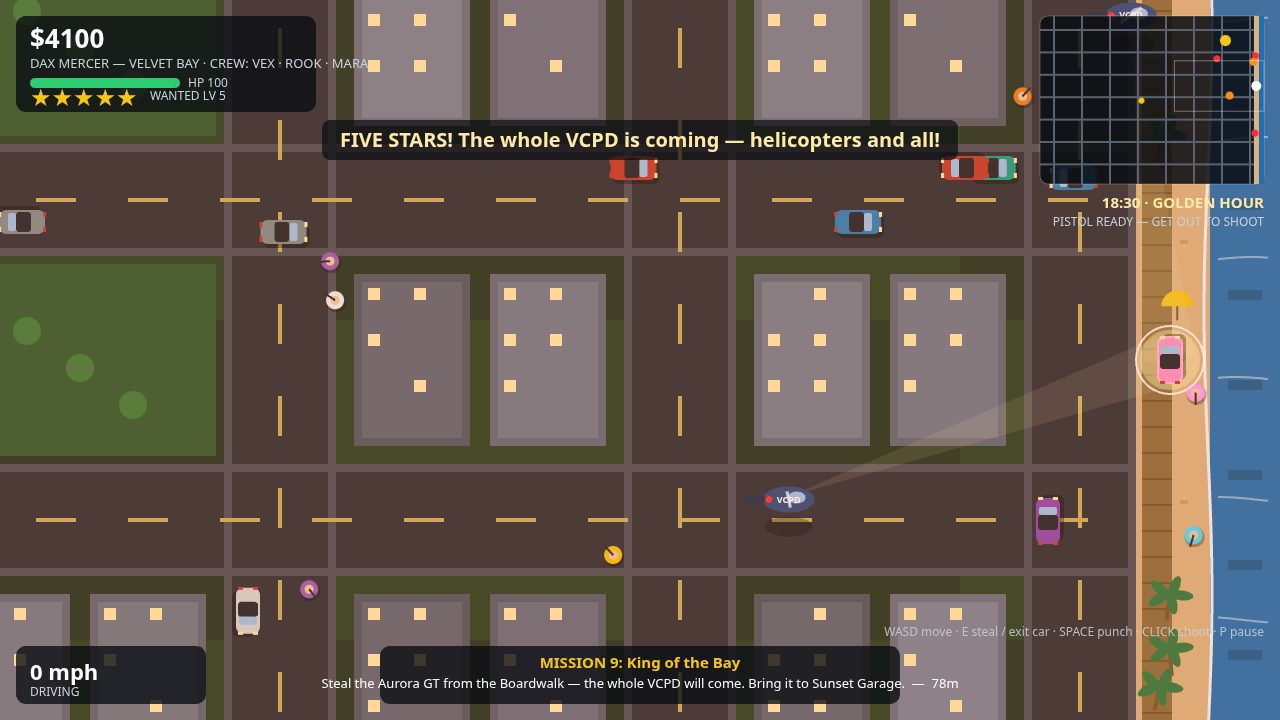 $4100
DAX MERCER — VELVET BAY · CREW: VEX · ROOK · MARA
HP 100
★★★★★ WANTED LV 5
VCPD
FIVE STARS! The whole VCPD is coming — helicopters and all!
18:30 · GOLDEN HOUR
PISTOL READY — GET OUT TO SHOOT
VCPD
WASD move · E steal / exit car · SPACE punch · CLICK shoot · P pause
0 mph
DRIVING
MISSION 9: King of the Bay
Steal the Aurora GT from the Boardwalk — the whole VCPD will come. Bring it to Sunset Garage. — 78m